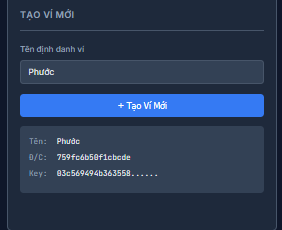 TẠO VÍ MỚI
Tên định danh ví
Phước
+ Tạo Ví Mới
Tên: Phước
Đ/C: 759fc6b50f1cbcde
Key: 03c569494b363558......